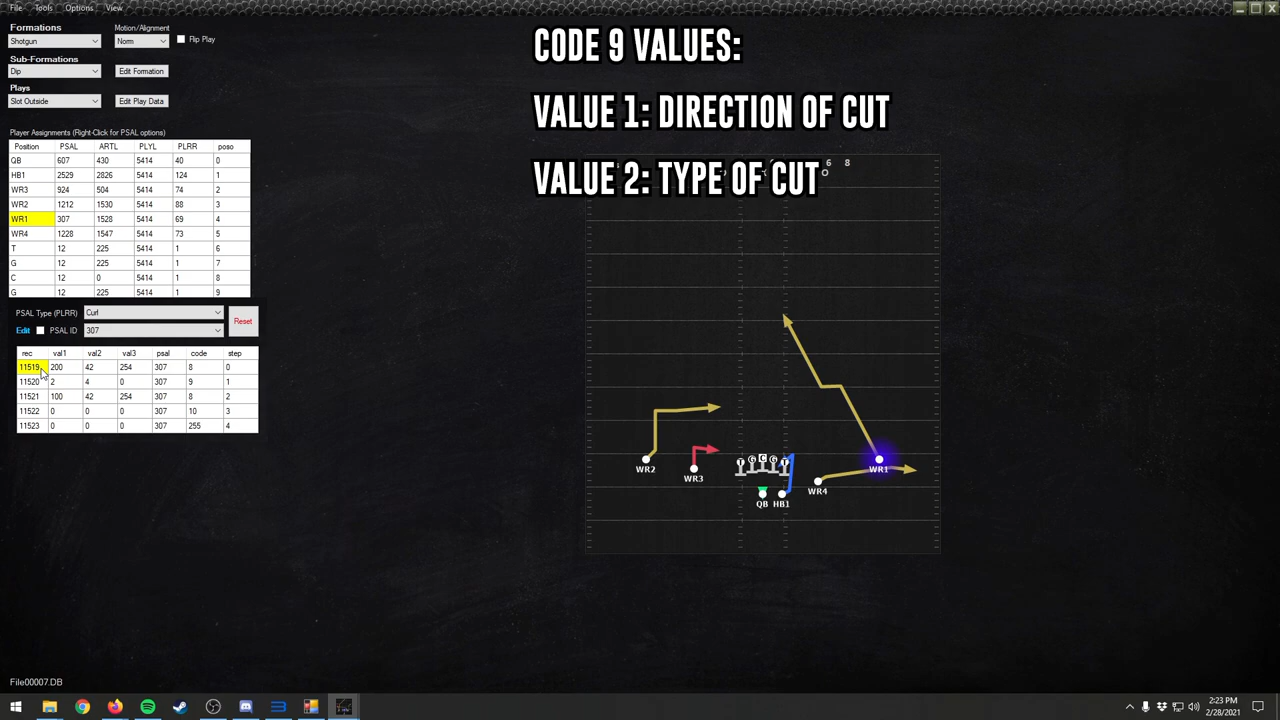 File Tools Options View
Formations Motion/Alignment
Shotgun Norm Flip Play
Sub-Formations
Dip Edit Formation
Plays
Slot Outside Edit Play Data
Player Assignments (Right-Click for PSAL options)
Position PSAL ARTL PLYL PLRR poso
QB 607 430 5414 40 0
HB1 2529 2826 5414 124 1
WR3 924 504 5414 74 2
WR2 1212 1530 5414 88 3
WR1 307 1528 5414 69 4
WR4 1228 1547 5414 73 5
T 12 225 5414 1 6
G 12 225 5414 1 7
C 12 0 5414 1 8
G 12 225 5414 1 9
PSAL Type (PLRR) Curl
Edit PSAL ID 307
Reset
rec val1 val2 val3 psal code step
11519 200 42 254 307 8 0
11520 2 4 0 307 9 1
11521 100 42 254 307 8 2
11522 0 0 0 307 10 3
11523 0 0 0 307 255 4
CODE 9 VALUES:
VALUE 1: DIRECTION OF CUT
VALUE 2: TYPE OF CUT
6 8
O
T G C G T
WR2 WR3 WR4 WR1
QB HB1
File00007.DB
2:23 PM
2/28/2021